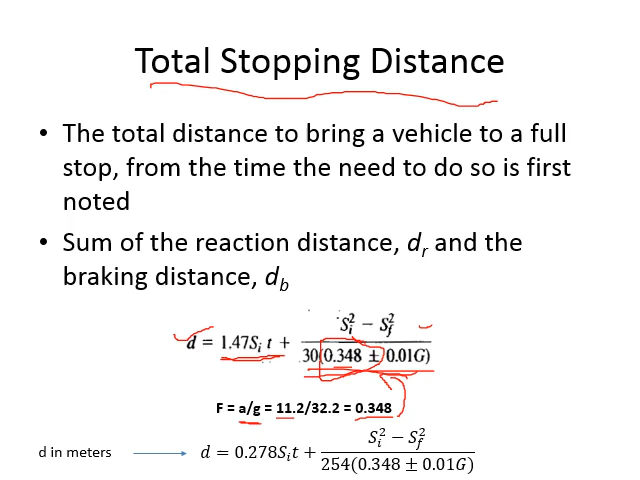 Total Stopping Distance
• The total distance to bring a vehicle to a full
stop, from the time the need to do so is first
noted
• Sum of the reaction distance, dᵣ and the
braking distance, d_b
d = 1.47Sᵢ t + (Sᵢ² − S_f²) / (30(0.348 ± 0.01G))
F = a/g = 11.2/32.2 = 0.348
d in meters d = 0.278Sᵢt + (Sᵢ² − S_f²) / (254(0.348 ± 0.01G))